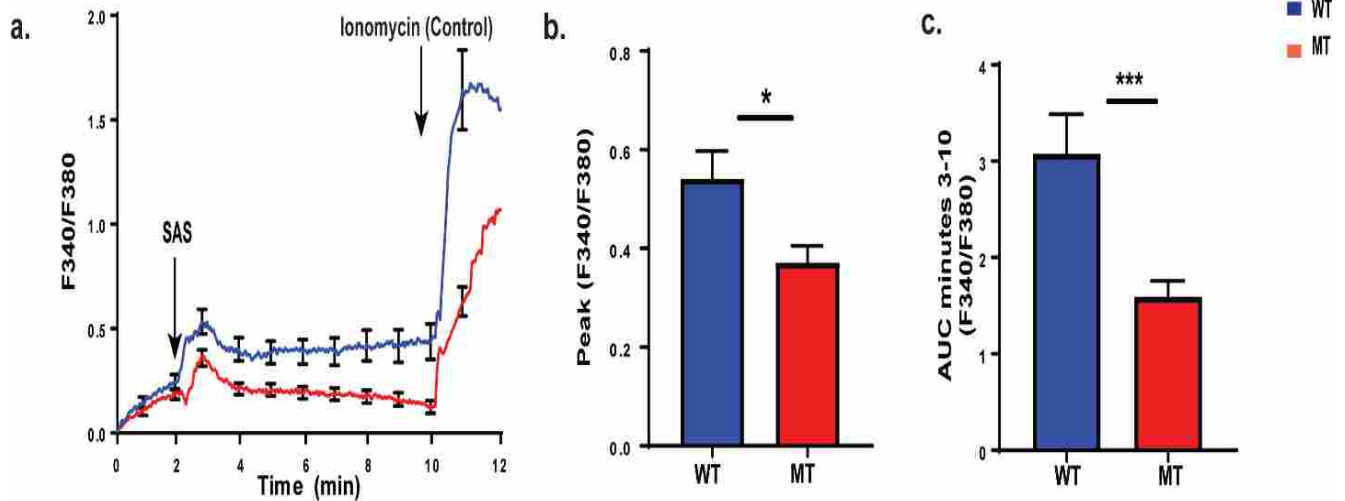 a.
2.0
1.5
1.0
0.5
0.0
F340/F380
SAS
Ionomycin (Control)
0 2 4 6 8 10 12
Time (min)
b.
0.8
0.6
0.4
0.2
0.0
Peak (F340/F380)
*
WT MT
c.
4
3
2
1
0
AUC minutes 3-10
(F340/F380)
***
WT MT
WT
MT